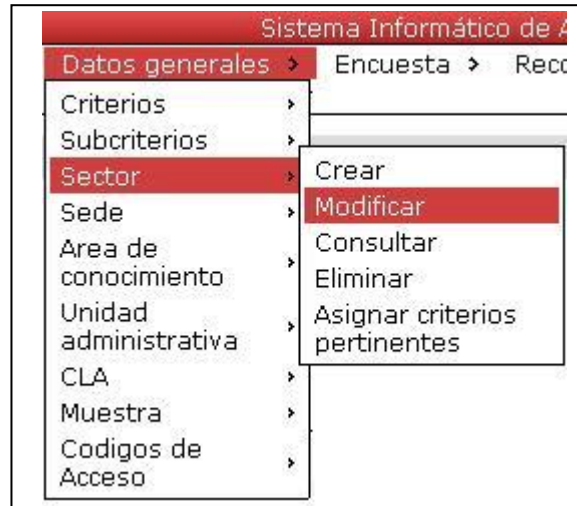 Sistema Informático de A
Datos generales Encuesta Reco
Criterios
Subcriterios
Sector
Sede
Area de
conocimiento
Unidad
administrativa
CLA
Muestra
Codigos de
Acceso
Crear
Modificar
Consultar
Eliminar
Asignar criterios
pertinentes